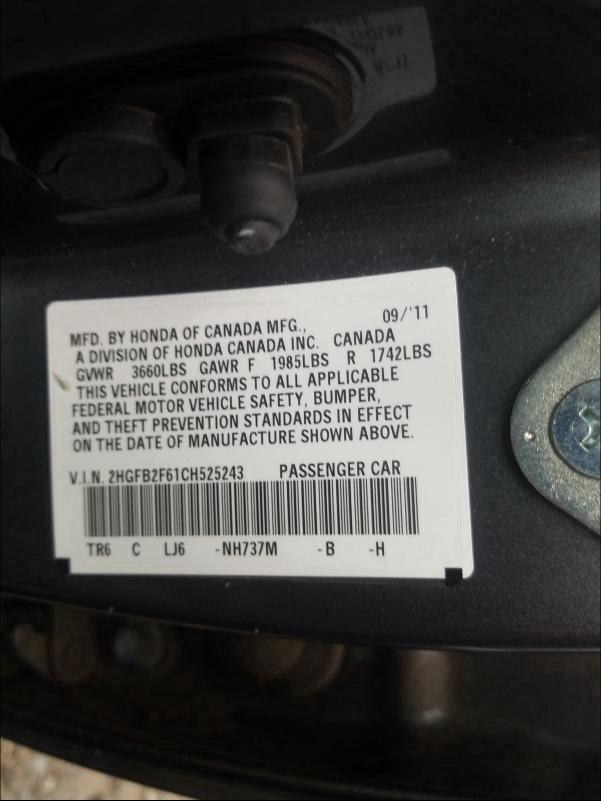 09/'11
MFD. BY HONDA OF CANADA MFG.,
A DIVISION OF HONDA CANADA INC. CANADA
GVWR 3660LBS GAWR F 1985LBS R 1742LBS
THIS VEHICLE CONFORMS TO ALL APPLICABLE
FEDERAL MOTOR VEHICLE SAFETY, BUMPER,
AND THEFT PREVENTION STANDARDS IN EFFECT
ON THE DATE OF MANUFACTURE SHOWN ABOVE.
V.I.N. 2HGFB2F61CH525243 PASSENGER CAR
TR6 C LJ6 -NH737M -B -H